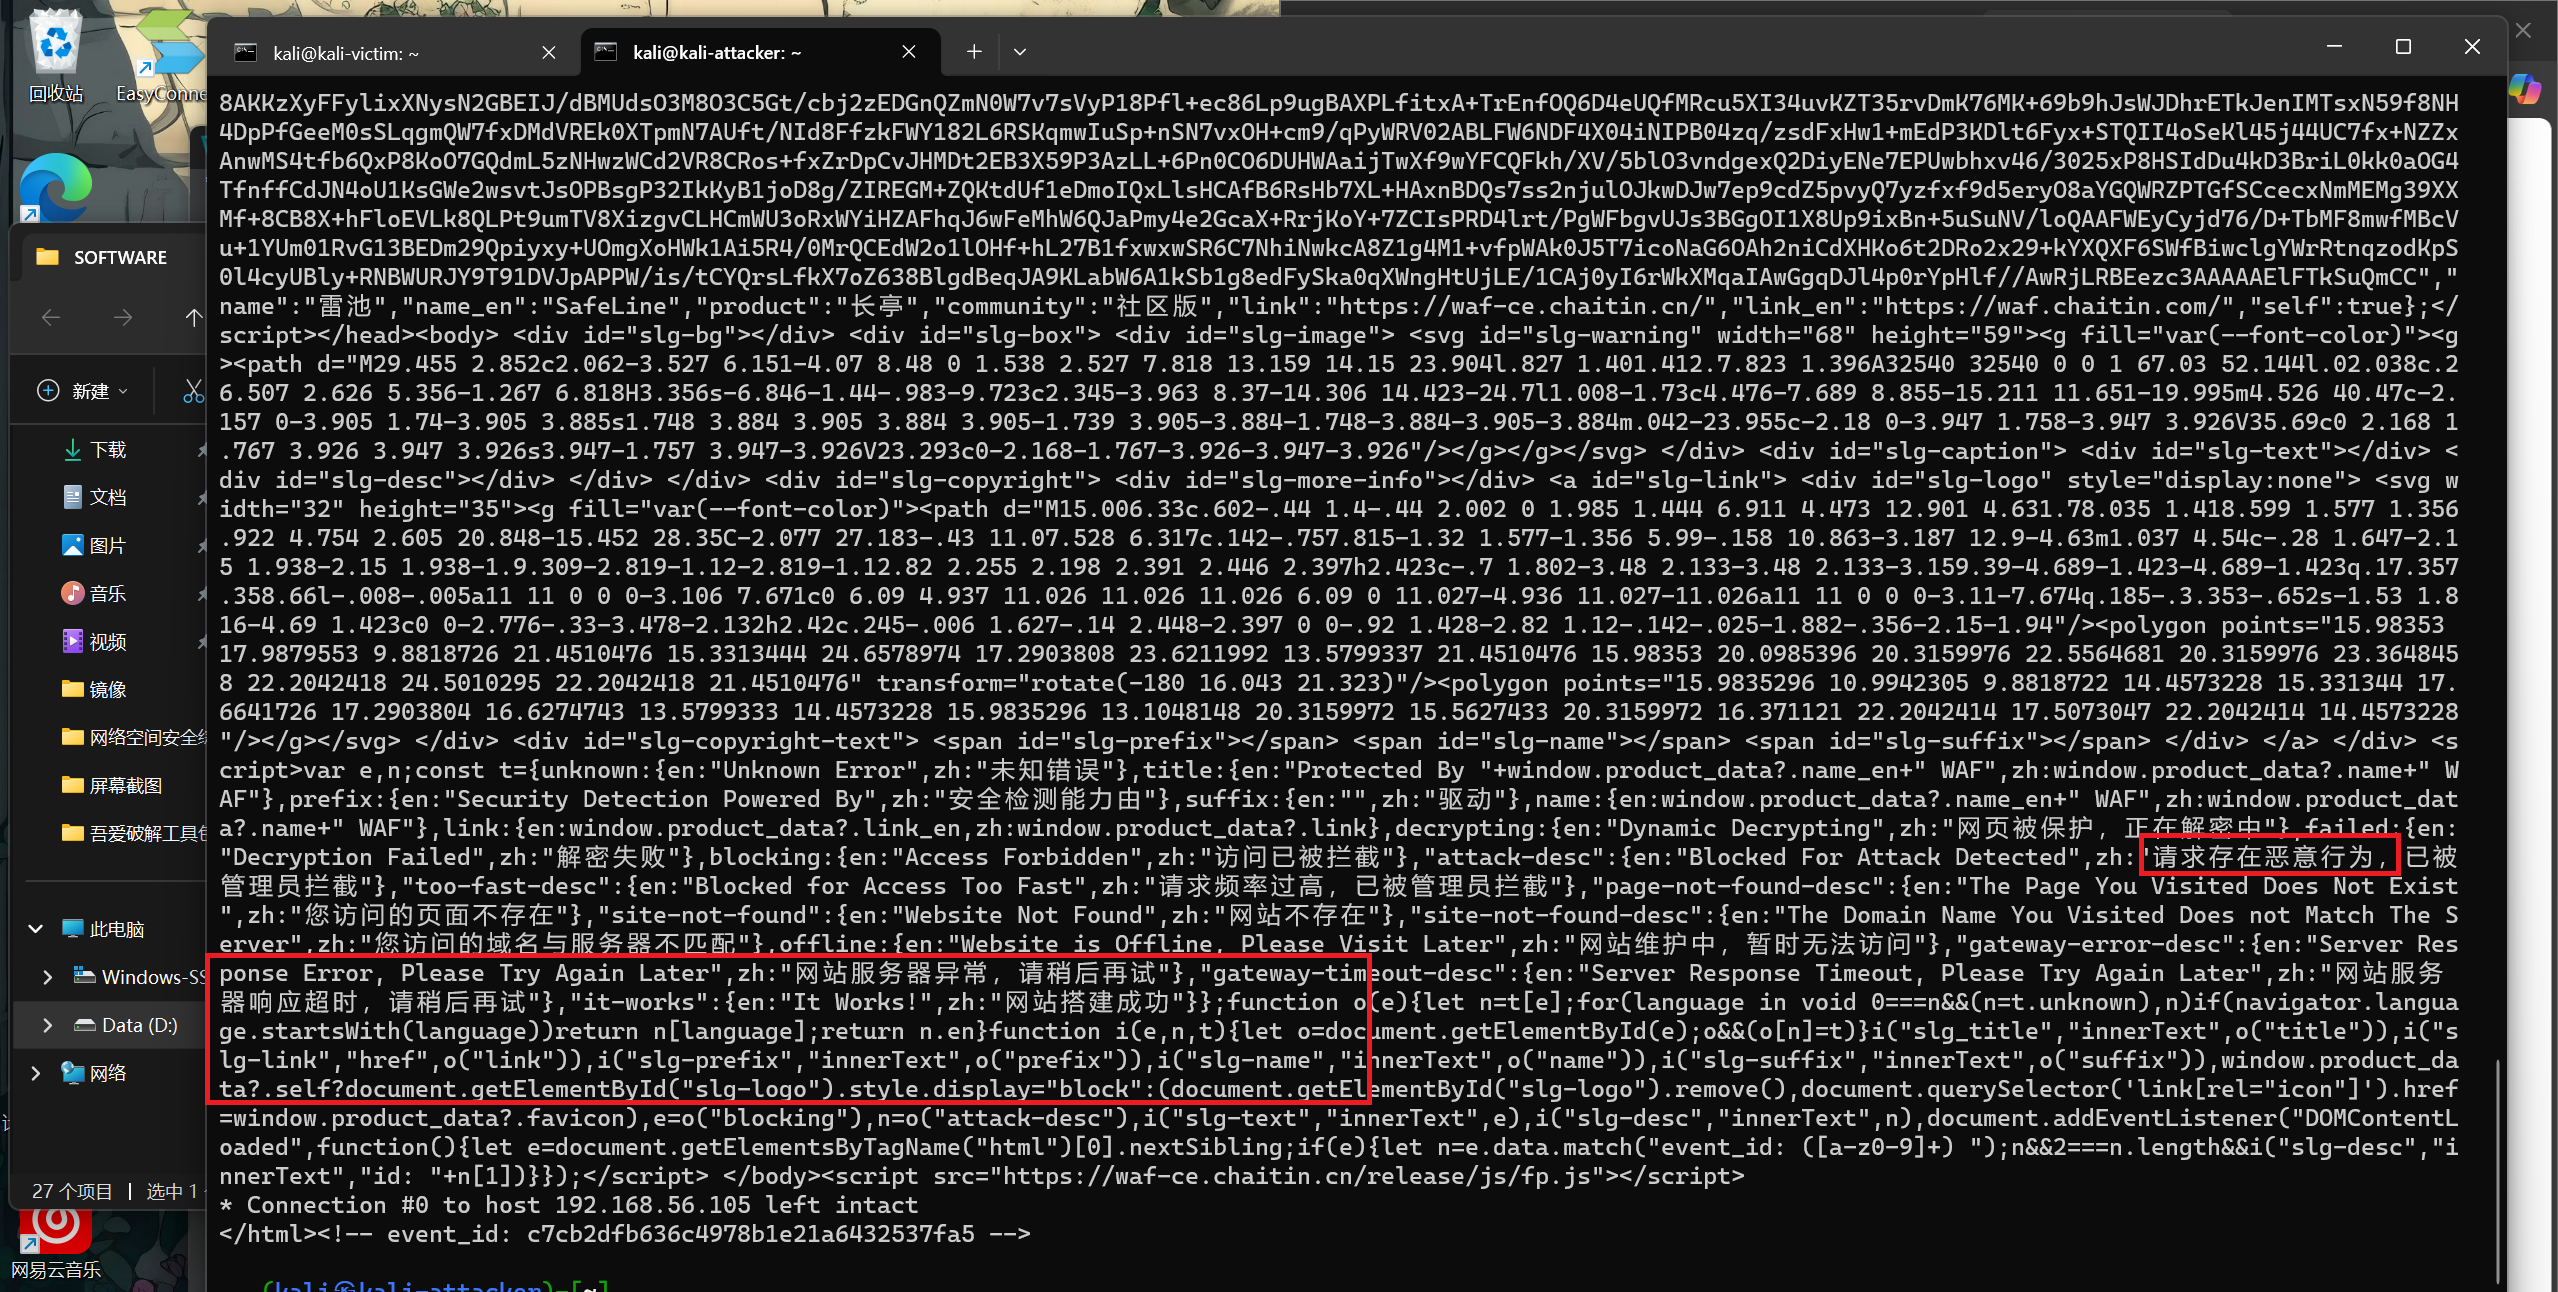 回收站
EasyConne
kali@kali-victim: ~
kali@kali-attacker: ~
SOFTWARE
新建
下载
文档
图片
音乐
视频
镜像
网络空间安全综
屏幕截图
吾爱破解工具包
此电脑
Windows-SS
Data (D:)
网络
27 个项目
选中 1
网易云音乐
name":"雷池","name_en":"SafeLine","product":"长亭","community":"社区版","link":"https://waf-ce.chaitin.cn/","link_en":"https://waf.chaitin.com/","self":true};</
script></head><body> <div id="slg-bg"></div> <div id="slg-box"> <div id="slg-image"> <svg id="slg-warning" width="68" height="59"><g fill="var(--font-color)"><g
><path d="M29.455 2.852c2.062-3.527 6.151-4.07 8.48 0 1.538 2.527 7.818 13.159 14.15 23.904l.827 1.401.412.7.823 1.396A32540 32540 0 0 1 67.03 52.144l.02.038c.2
6.507 2.626 5.356-1.267 6.818H3.356s-6.846-1.44-.983-9.723c2.345-3.963 8.37-14.306 14.423-24.7l1.008-1.73c4.476-7.689 8.855-15.211 11.651-19.995m4.526 40.47c-2.
157 0-3.905 1.74-3.905 3.885s1.748 3.884 3.905 3.884 3.905-1.739 3.905-3.884-1.748-3.884-3.905-3.884m.042-23.955c-2.18 0-3.947 1.758-3.947 3.926V35.69c0 2.168 1
.767 3.926 3.947 3.926s3.947-1.757 3.947-3.926V23.293c0-2.168-1.767-3.926-3.947-3.926"/></g></g></svg> </div> <div id="slg-caption"> <div id="slg-text"></div> <
div id="slg-desc"></div> </div> </div> <div id="slg-copyright"> <div id="slg-more-info"></div> <a id="slg-link"> <div id="slg-logo" style="display:none"> <svg w
idth="32" height="35"><g fill="var(--font-color)"><path d="M15.006.33c.602-.44 1.4-.44 2.002 0 1.985 1.444 6.911 4.473 12.901 4.631.78.035 1.418.599 1.577 1.356
.922 4.754 2.605 20.848-15.452 28.35C-2.077 27.183-.43 11.07.528 6.317c.142-.757.815-1.32 1.577-1.356 5.99-.158 10.863-3.187 12.9-4.63m1.037 4.54c-.28 1.647-2.1
5 1.938-2.15 1.938-1.9.309-2.819-1.12-2.819-1.12.82 2.255 2.198 2.391 2.446 2.397h2.423c-.7 1.802-3.48 2.133-3.48 2.133-3.159.39-4.689-1.423-4.689-1.423q.17.357
.358.66l-.008-.005a11 11 0 0 0-3.106 7.671c0 6.09 4.937 11.026 11.026 11.026 6.09 0 11.027-4.936 11.027-11.026a11 11 0 0 0-3.11-7.674q.185-.3.353-.652s-1.53 1.8
16-4.69 1.423c0 0-2.776-.33-3.478-2.132h2.42c.245-.006 1.627-.14 2.448-2.397 0 0-.92 1.428-2.82 1.12-.142-.025-1.882-.356-2.15-1.94"/><polygon points="15.98353
17.9879553 9.8818726 21.4510476 15.3313444 24.6578974 17.2903808 23.6211992 13.5799337 21.4510476 15.98353 20.0985396 20.3159976 22.5564681 20.3159976 23.364845
8 22.2042418 24.5010295 22.2042418 21.4510476" transform="rotate(-180 16.043 21.323)"/><polygon points="15.9835296 10.9942305 9.8818722 14.4573228 15.331344 17.
6641726 17.2903804 16.6274743 13.5799333 14.4573228 15.9835296 13.1048148 20.3159972 15.5627433 20.3159972 16.371121 22.2042414 17.5073047 22.2042414 14.4573228
"/></g></svg> </div> <div id="slg-copyright-text"> <span id="slg-prefix"></span> <span id="slg-name"></span> <span id="slg-suffix"></span> </div> </a> </div> <s
cript>var e,n;const t={unknown:{en:"Unknown Error",zh:"未知错误"},title:{en:"Protected By "+window.product_data?.name_en+" WAF",zh:window.product_data?.name+" W
AF"},prefix:{en:"Security Detection Powered By",zh:"安全检测能力由"},suffix:{en:"",zh:"驱动"},name:{en:window.product_data?.name_en+" WAF",zh:window.product_dat
a?.name+" WAF"},link:{en:window.product_data?.link_en,zh:window.product_data?.link},decrypting:{en:"Dynamic Decrypting",zh:"网页被保护，正在解密中"},failed:{en:
"Decryption Failed",zh:"解密失败"},blocking:{en:"Access Forbidden",zh:"访问已被拦截"},"attack-desc":{en:"Blocked For Attack Detected",zh:"请求存在恶意行为，已被
管理员拦截"},"too-fast-desc":{en:"Blocked for Access Too Fast",zh:"请求频率过高，已被管理员拦截"},"page-not-found-desc":{en:"The Page You Visited Does Not Exist
",zh:"您访问的页面不存在"},"site-not-found":{en:"Website Not Found",zh:"网站不存在"},"site-not-found-desc":{en:"The Domain Name You Visited Does not Match The S
erver",zh:"您访问的域名与服务器不匹配"},offline:{en:"Website is Offline, Please Visit Later",zh:"网站维护中，暂时无法访问"},"gateway-error-desc":{en:"Server Res
ponse Error, Please Try Again Later",zh:"网站服务器异常，请稍后再试"},"gateway-timeout-desc":{en:"Server Response Timeout, Please Try Again Later",zh:"网站服务
器响应超时，请稍后再试"},"it-works":{en:"It Works!",zh:"网站搭建成功"}};function o(e){let n=t[e];for(language in void 0===n&&(n=t.unknown),n)if(navigator.langua
ge.startsWith(language))return n[language];return n.en}function i(e,n,t){let o=document.getElementById(e);o&&(o[n]=t)}i("slg_title","innerText",o("title")),i("s
lg-link","href",o("link")),i("slg-prefix","innerText",o("prefix")),i("slg-name","innerText",o("name")),i("slg-suffix","innerText",o("suffix")),window.product_da
ta?.self?document.getElementById("slg-logo").style.display="block":(document.getElementById("slg-logo").remove(),document.querySelector('link[rel="icon"]').href
=window.product_data?.favicon),e=o("blocking"),n=o("attack-desc"),i("slg-text","innerText",e),i("slg-desc","innerText",n),document.addEventListener("DOMContentL
oaded",function(){let e=document.getElementsByTagName("html")[0].nextSibling;if(e){let n=e.data.match("event_id: ([a-z0-9]+) ");n&&2===n.length&&i("slg-desc","i
nnerText","id: "+n[1])}});</script> </body><script src="https://waf-ce.chaitin.cn/release/js/fp.js"></script>
* Connection #0 to host 192.168.56.105 left intact
</html><!-- event_id: c7cb2dfb636c4978b1e21a6432537fa5 -->
(kali㉿kali-attacker)-[~]